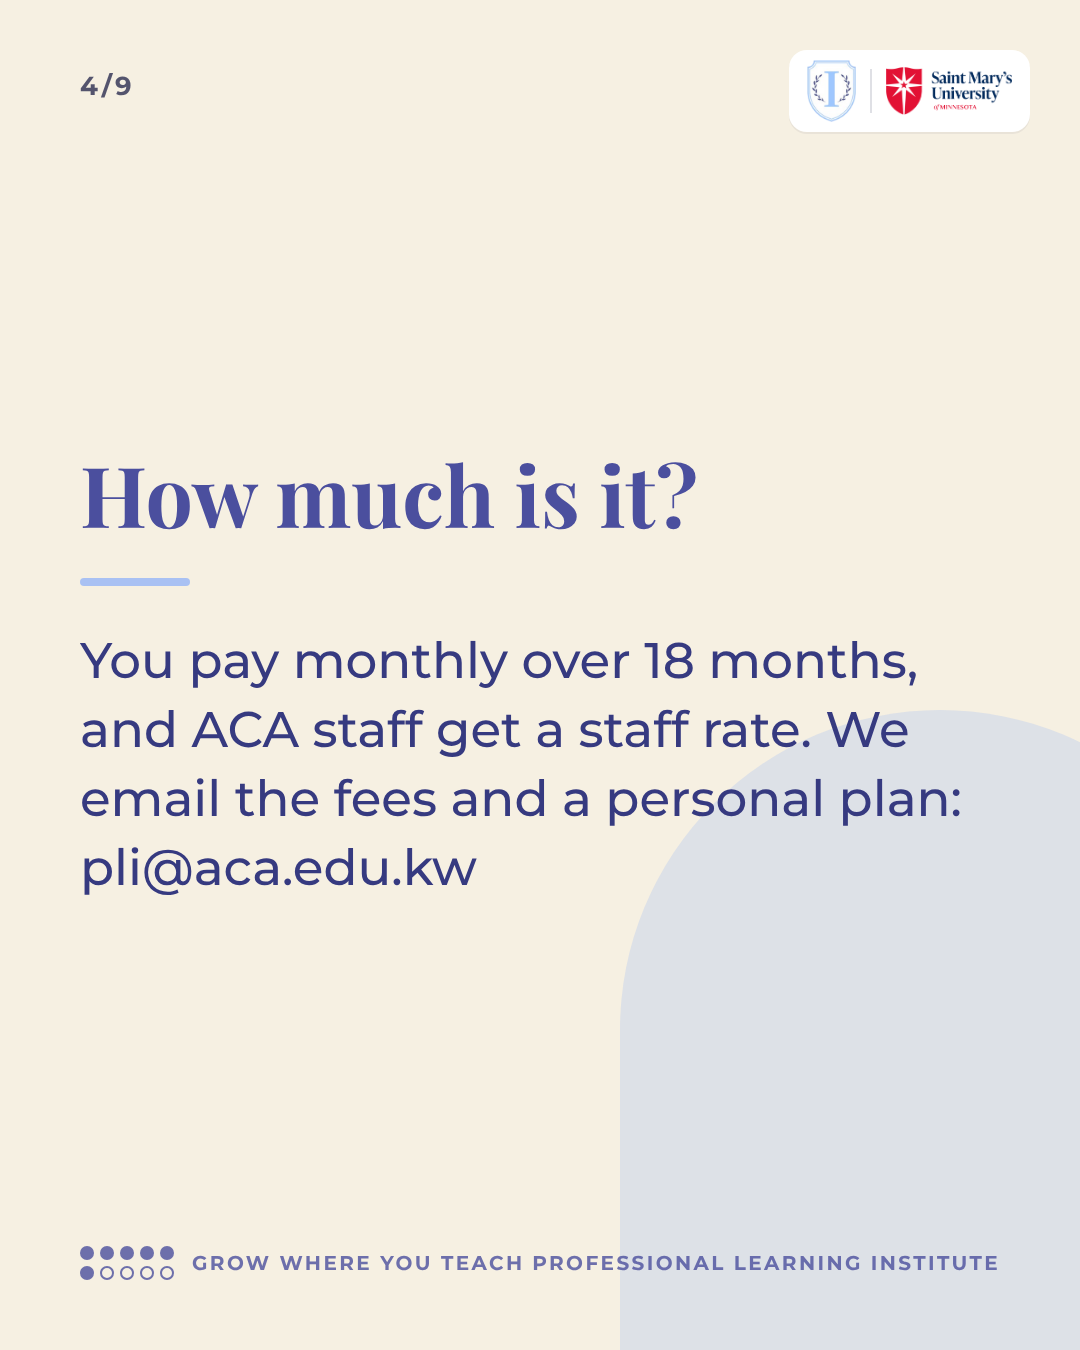 4/9
I
Saint Mary's
University
of MINNESOTA
How much is it?
You pay monthly over 18 months,
and ACA staff get a staff rate. We
email the fees and a personal plan:
pli@aca.edu.kw
GROW WHERE YOU TEACH PROFESSIONAL LEARNING INSTITUTE